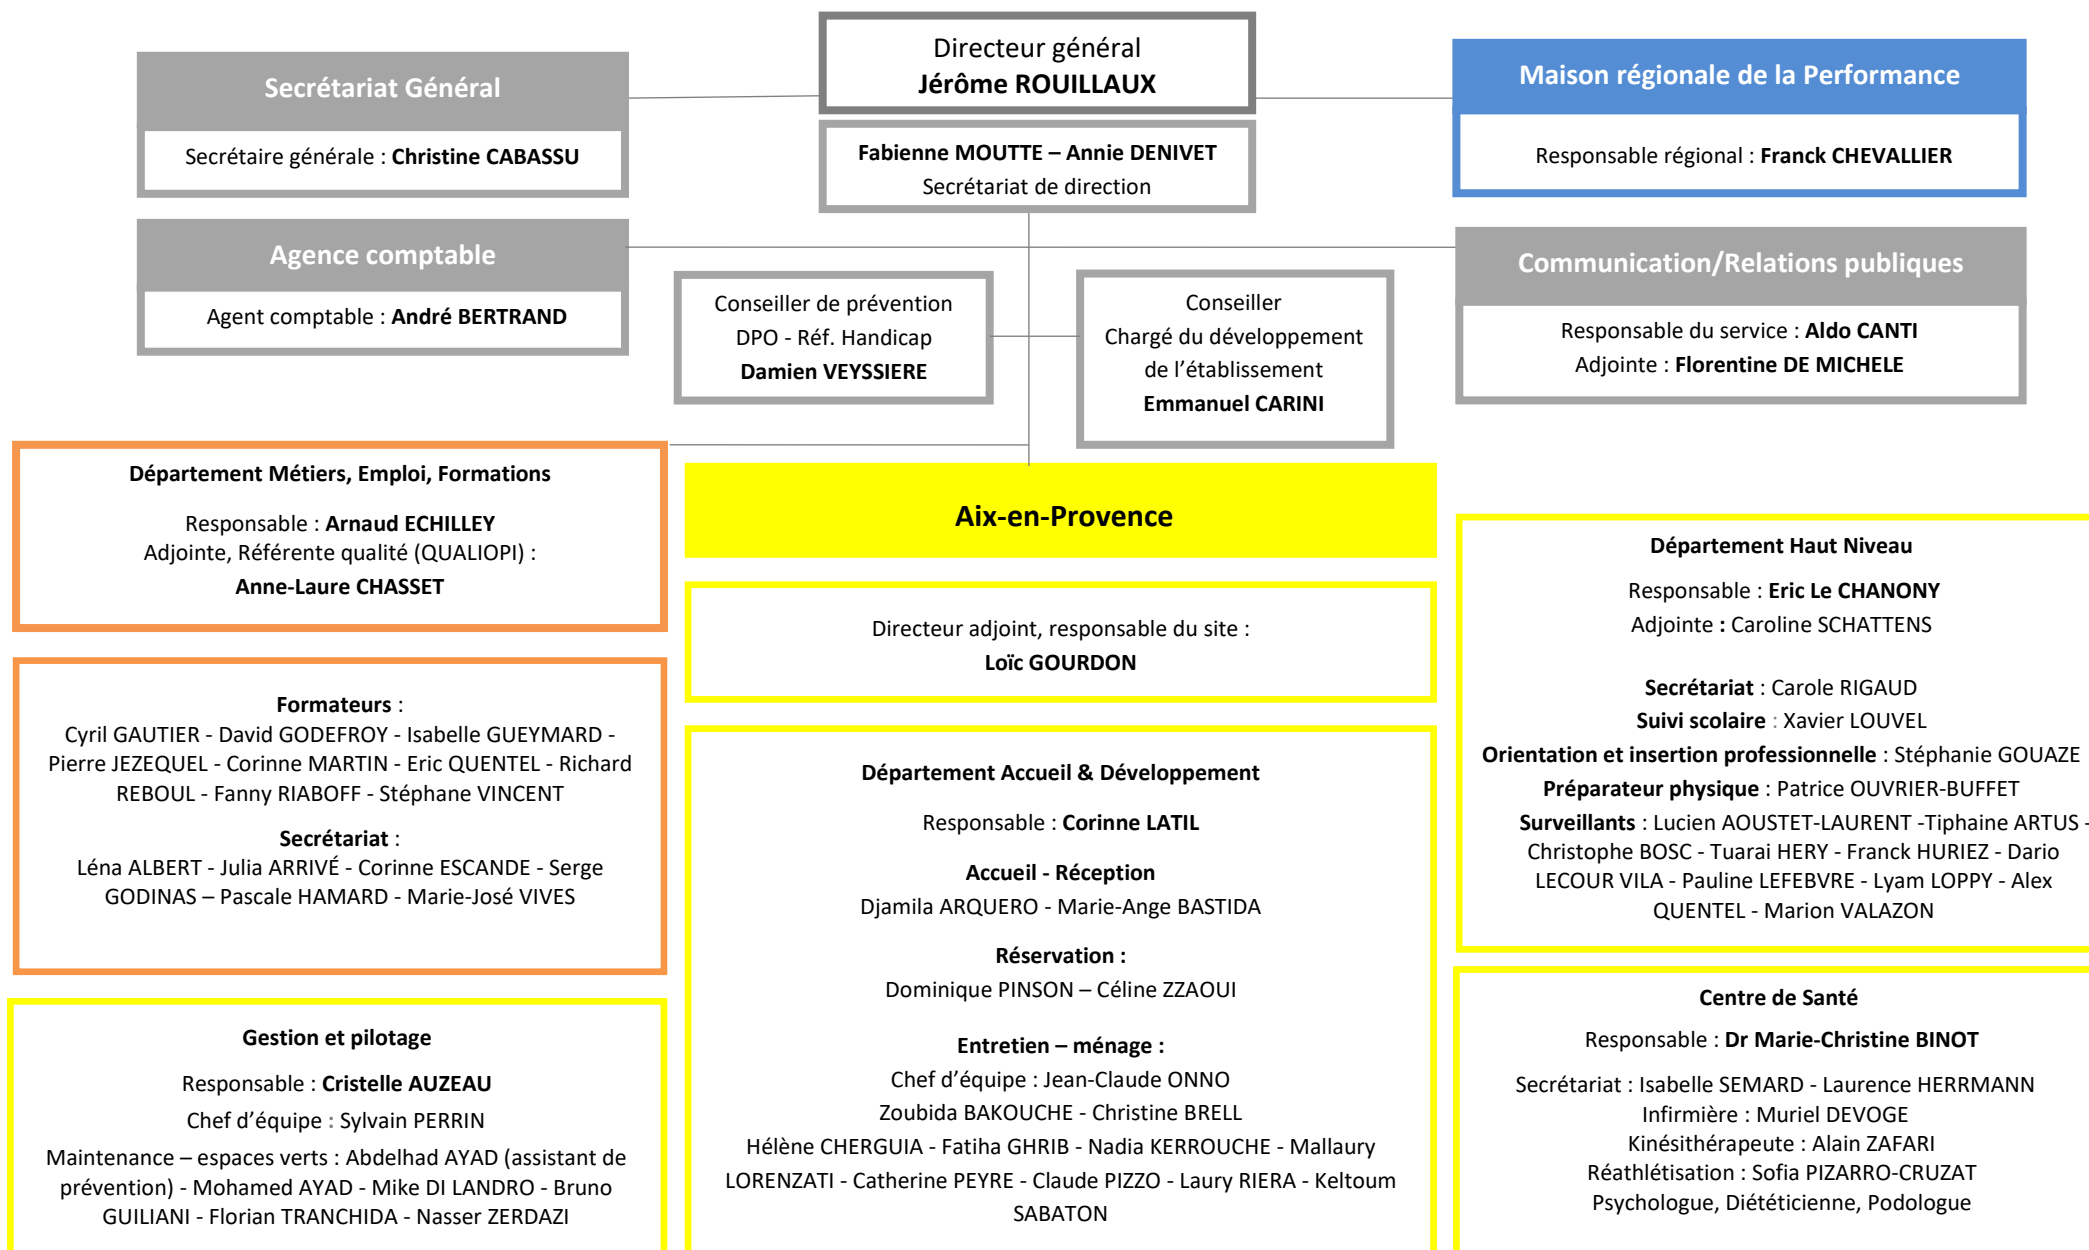 Directeur général
Jérôme ROUILLAUX
Fabienne MOUTTE – Annie DENIVET
Secrétariat de direction
Secrétariat Général
Secrétaire générale : Christine CABASSU
Maison régionale de la Performance
Responsable régional : Franck CHEVALLIER
Agence comptable
Agent comptable : André BERTRAND
Conseiller de prévention
DPO - Réf. Handicap
Damien VEYSSIERE
Conseiller
Chargé du développement
de l’établissement
Emmanuel CARINI
Communication/Relations publiques
Responsable du service : Aldo CANTI
Adjointe : Florentine DE MICHELE
Département Métiers, Emploi, Formations
Responsable : Arnaud ECHILLEY
Adjointe, Référente qualité (QUALIOPI) :
Anne-Laure CHASSET
Formateurs :
Cyril GAUTIER - David GODEFROY - Isabelle GUEYMARD -
Pierre JEZEQUEL - Corinne MARTIN - Eric QUENTEL - Richard
REBOUL - Fanny RIABOFF - Stéphane VINCENT
Secrétariat :
Léna ALBERT - Julia ARRIVÉ - Corinne ESCANDE - Serge
GODINAS – Pascale HAMARD - Marie-José VIVES
Gestion et pilotage
Responsable : Cristelle AUZEAU
Chef d’équipe : Sylvain PERRIN
Maintenance – espaces verts : Abdelhad AYAD (assistant de
prévention) - Mohamed AYAD - Mike DI LANDRO - Bruno
GUILIANI - Florian TRANCHIDA - Nasser ZERDAZI
Aix-en-Provence
Directeur adjoint, responsable du site :
Loïc GOURDON
Département Accueil & Développement
Responsable : Corinne LATIL
Accueil - Réception
Djamila ARQUERO - Marie-Ange BASTIDA
Réservation :
Dominique PINSON – Céline ZZAOUI
Entretien – ménage :
Chef d’équipe : Jean-Claude ONNO
Zoubida BAKOUCHE - Christine BRELL
Hélène CHERGUIA - Fatiha GHRIB - Nadia KERROUCHE - Mallaury
LORENZATI - Catherine PEYRE - Claude PIZZO - Laury RIERA - Keltoum
SABATON
Département Haut Niveau
Responsable : Eric Le CHANONY
Adjointe : Caroline SCHATTENS
Secrétariat : Carole RIGAUD
Suivi scolaire : Xavier LOUVEL
Orientation et insertion professionnelle : Stéphanie GOUAZE
Préparateur physique : Patrice OUVRIER-BUFFET
Surveillants : Lucien AOUSTET-LAURENT -Tiphaine ARTUS -
Christophe BOSC - Tuarai HERY - Franck HURIEZ - Dario
LECOUR VILA - Pauline LEFEBVRE - Lyam LOPPY - Alex
QUENTEL - Marion VALAZON
Centre de Santé
Responsable : Dr Marie-Christine BINOT
Secrétariat : Isabelle SEMARD - Laurence HERRMANN
Infirmière : Muriel DEVOGE
Kinésithérapeute : Alain ZAFARI
Réathlétisation : Sofia PIZARRO-CRUZAT
Psychologue, Diététicienne, Podologue